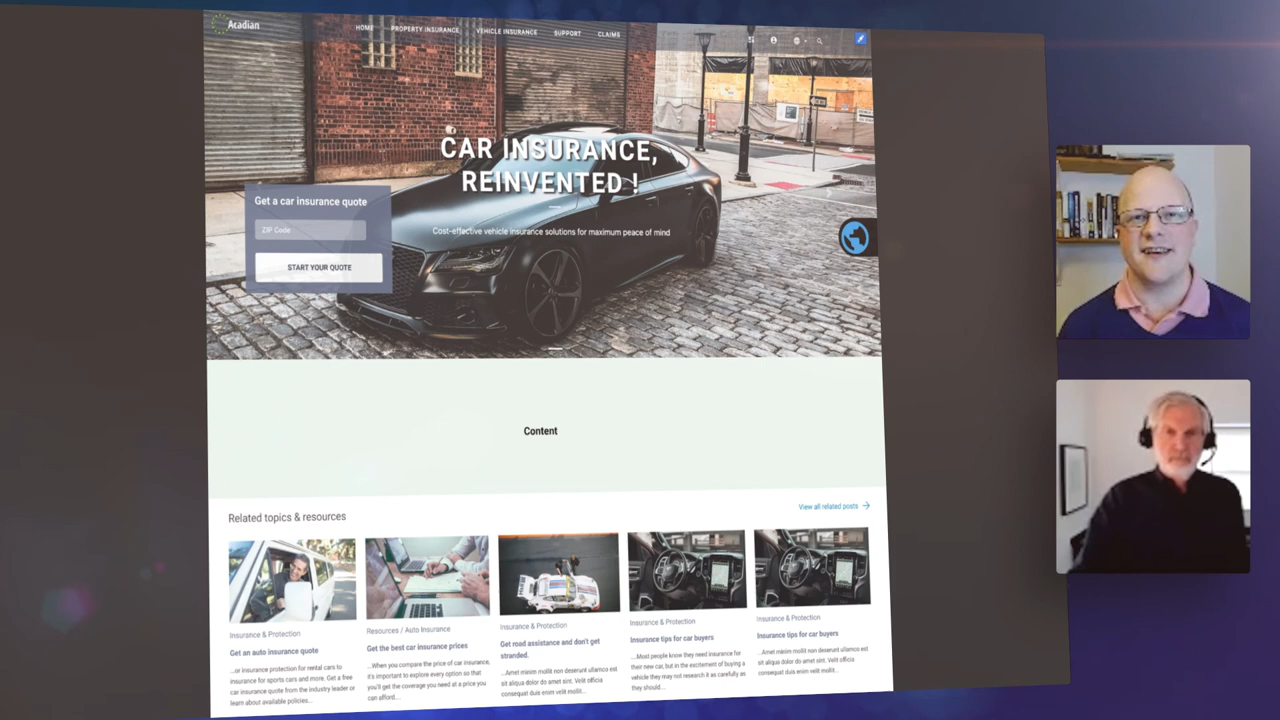 Acadian
HOME PROPERTY INSURANCE VEHICLE INSURANCE SUPPORT CLAIMS
CAR INSURANCE,
REINVENTED !
Cost-effective vehicle insurance solutions for maximum peace of mind
Get a car insurance quote
ZIP Code
START YOUR QUOTE
Content
Related topics & resources
View all related posts
Insurance & Protection
Get an auto insurance quote
...or insurance protection for rental cars to
insurance for sports cars and more. Get a free
car insurance quote from the industry leader or
learn about available policies...
Resources / Auto Insurance
Get the best car insurance prices
...When you compare the price of car insurance,
it's important to explore every option so that
you'll get the coverage you need at a price you
can afford....
Insurance & Protection
Get road assistance and don't get
stranded.
...Amet minim mollit non deserunt ullamco est
sit aliqua dolor do amet sint. Velit officia
consequat duis enim velit mollit...
Insurance & Protection
Insurance tips for car buyers
...Most people know they need insurance for
their new car, but in the excitement of buying a
vehicle they may not research it as carefully as
they should...
Insurance & Protection
Insurance tips for car buyers
...Amet minim mollit non deserunt ullamco est
sit aliqua dolor do amet sint. Velit officia
consequat duis enim velit mollit...